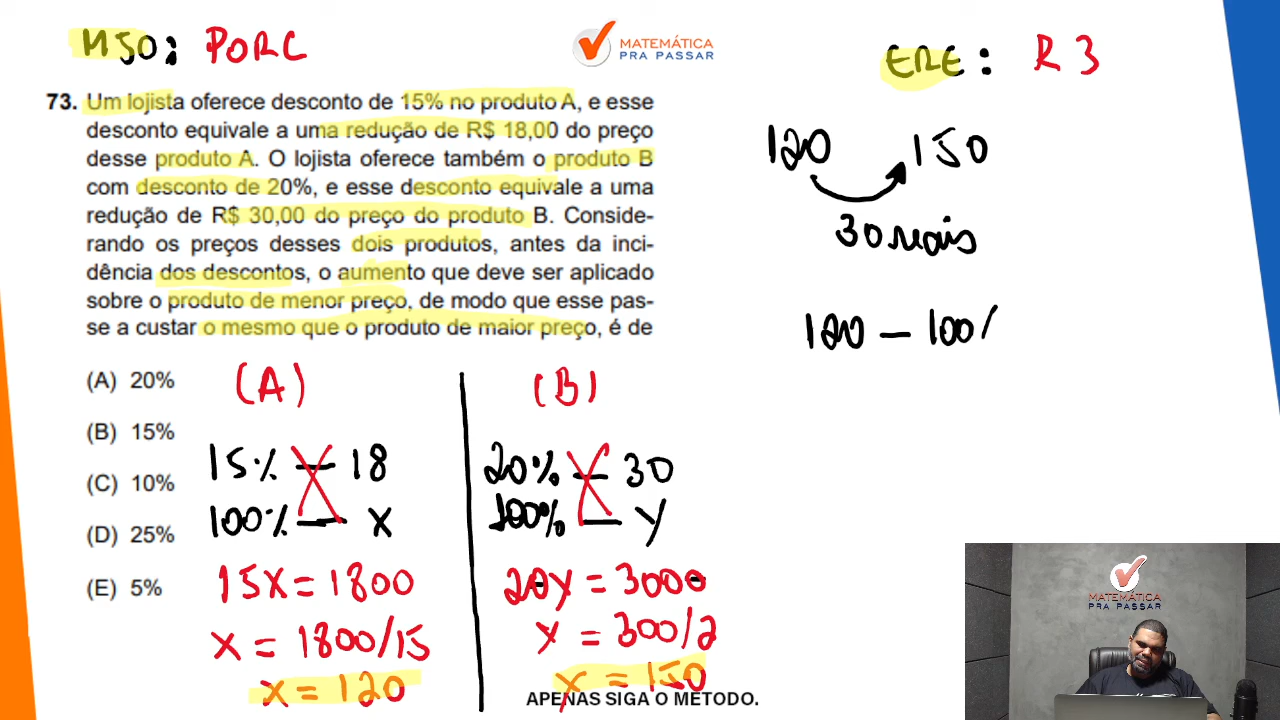 M50: PORC
MATEMÁTICA
PRA PASSAR
ERE: R3
73. Um lojista oferece desconto de 15% no produto A, e esse
desconto equivale a uma redução de R$ 18,00 do preço
desse produto A. O lojista oferece também o produto B
com desconto de 20%, e esse desconto equivale a uma
redução de R$ 30,00 do preço do produto B. Conside-
rando os preços desses dois produtos, antes da inci-
dência dos descontos, o aumento que deve ser aplicado
sobre o produto de menor preço, de modo que esse pas-
se a custar o mesmo que o produto de maior preço, é de
(A) 20%
(B) 15%
(C) 10%
(D) 25%
(E) 5%
(A)
15% — 18
100% — X
15X = 1800
X = 1800/15
X = 120
(B)
20% — 30
100% — Y
20Y = 3000
Y = 300/2
X = 150
120 150
30 reais
120 — 100/
APENAS SIGA O MÉTODO.
MATEMÁTICA
PRA PASSAR